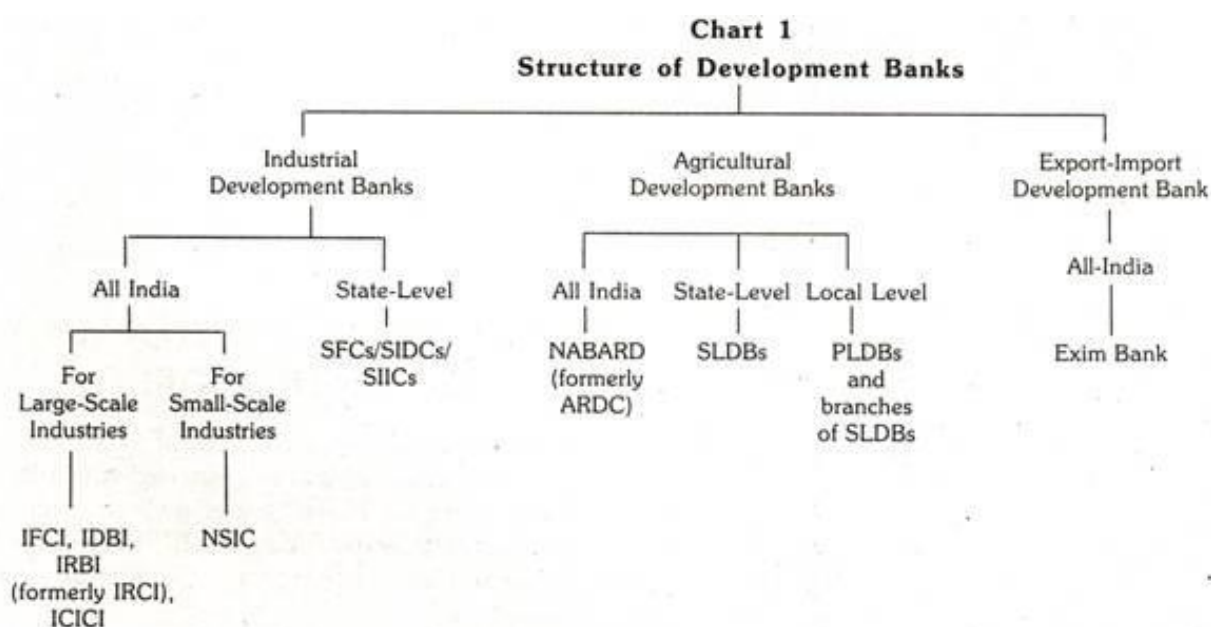 Chart 1
Structure of Development Banks
Industrial
Development Banks
Agricultural
Development Banks
Export-Import
Development Bank
All India
State-Level
All India
State-Level
Local Level
All-India
SFCs/SIDCs/
SIICs
NABARD
(formerly
ARDC)
SLDBs
PLDBs
and
branches
of SLDBs
Exim Bank
For
Large-Scale
Industries
For
Small-Scale
Industries
IFCI, IDBI,
IRBI
(formerly IRCI),
ICICI
NSIC